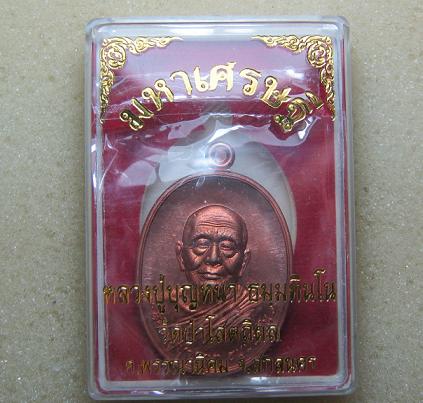 มหาเศรษฐี
หลวงปู่บุญหนา ธมฺมทินฺโน
วัดป่าโสตถิผล
อ.พรรณานิคม จ.สกลนคร